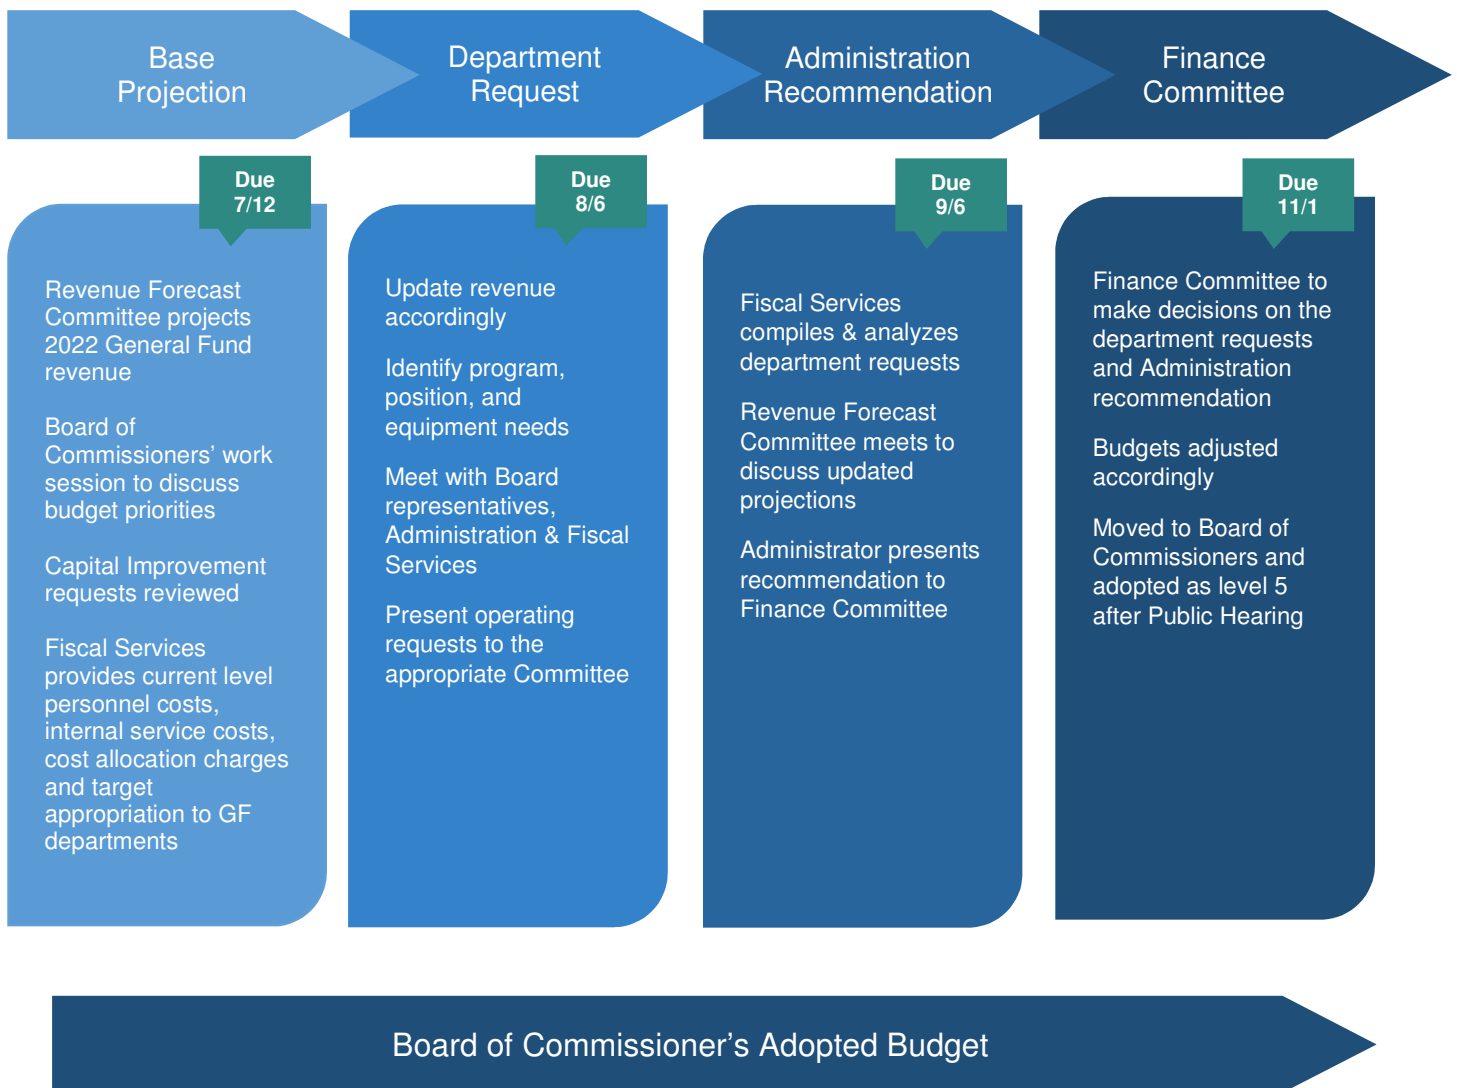 Base
Projection
Department
Request
Administration
Recommendation
Finance
Committee
Due
7/12
Revenue Forecast
Committee projects
2022 General Fund
revenue
Board of
Commissioners’ work
session to discuss
budget priorities
Capital Improvement
requests reviewed
Fiscal Services
provides current level
personnel costs,
internal service costs,
cost allocation charges
and target
appropriation to GF
departments
Due
8/6
Update revenue
accordingly
Identify program,
position, and
equipment needs
Meet with Board
representatives,
Administration & Fiscal
Services
Present operating
requests to the
appropriate Committee
Due
9/6
Fiscal Services
compiles & analyzes
department requests
Revenue Forecast
Committee meets to
discuss updated
projections
Administrator presents
recommendation to
Finance Committee
Due
11/1
Finance Committee to
make decisions on the
department requests
and Administration
recommendation
Budgets adjusted
accordingly
Moved to Board of
Commissioners and
adopted as level 5
after Public Hearing
Board of Commissioner’s Adopted Budget